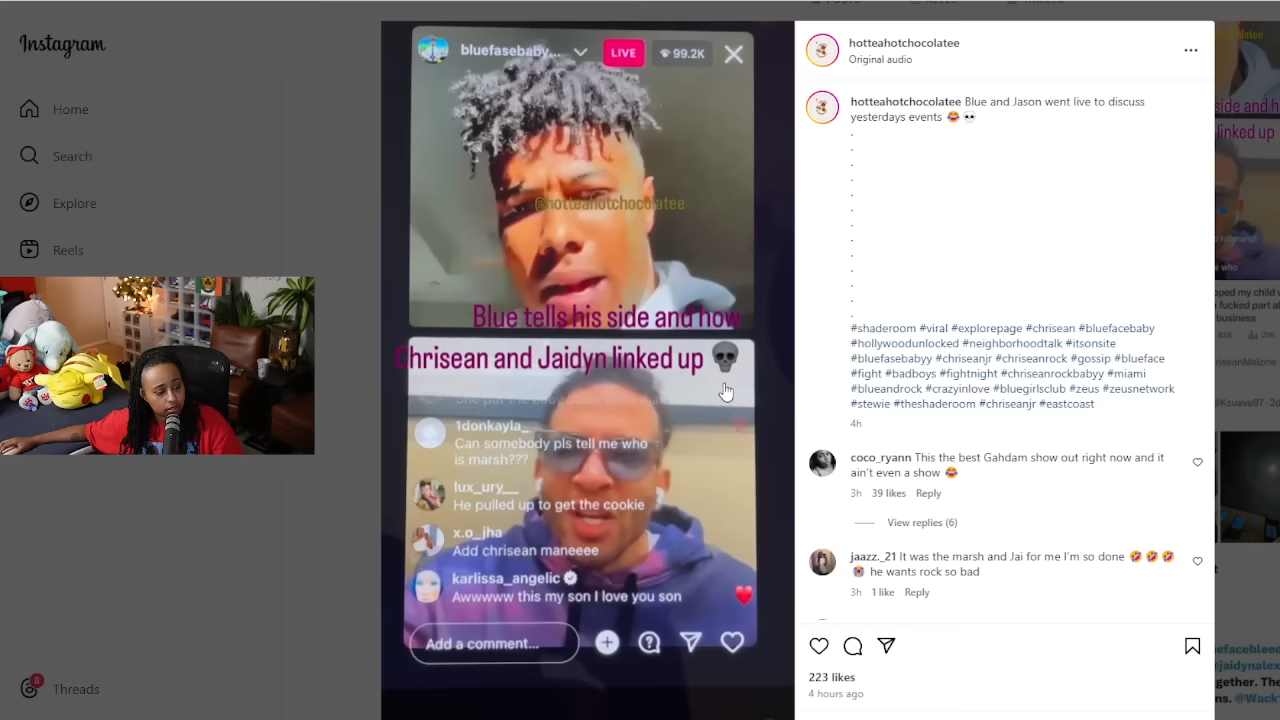 Instagram
Home
Search
Explore
Reels
8
Threads
bluefasebaby...
LIVE
99.2K
@hotteahotchocolatee
Blue tells his side and how
Chrisean and Jaidyn linked up 💀
1donkayla_
Can somebody pls tell me who
is marsh???
lux_ury__
He pulled up to get the cookie
x.o_jha
Add chrisean maneeee
karlissa_angelic
Awwwww this my son I love you son
Add a comment...
hotteahotchocolatee
Original audio
hotteahotchocolatee Blue and Jason went live to discuss
yesterdays events 😂 💀
.
.
.
.
.
.
.
.
.
.
.
.
.
#shaderoom #viral #explorepage #chrisean #bluefacebaby
#hollywoodunlocked #neighborhoodtalk #itsonsite
#bluefasebabyy #chriseanjr #chriseanrock #gossip #blueface
#fight #badboys #fightnight #chriseanrockbabyy #miami
#blueandrock #crazyinlove #bluegirlsclub #zeus #zeusnetwork
#stewie #theshaderoom #chriseanjr #eastcoast
4h
coco_ryann This the best Gahdam show out right now and it
ain't even a show 😂
3h 39 likes Reply
View replies (6)
jaazz._21 It was the marsh and Jai for me I'm so done 🤣 🤣 🤣
😭 he wants rock so bad
3h 1 like Reply
223 likes
4 hours ago
side and h
linked up